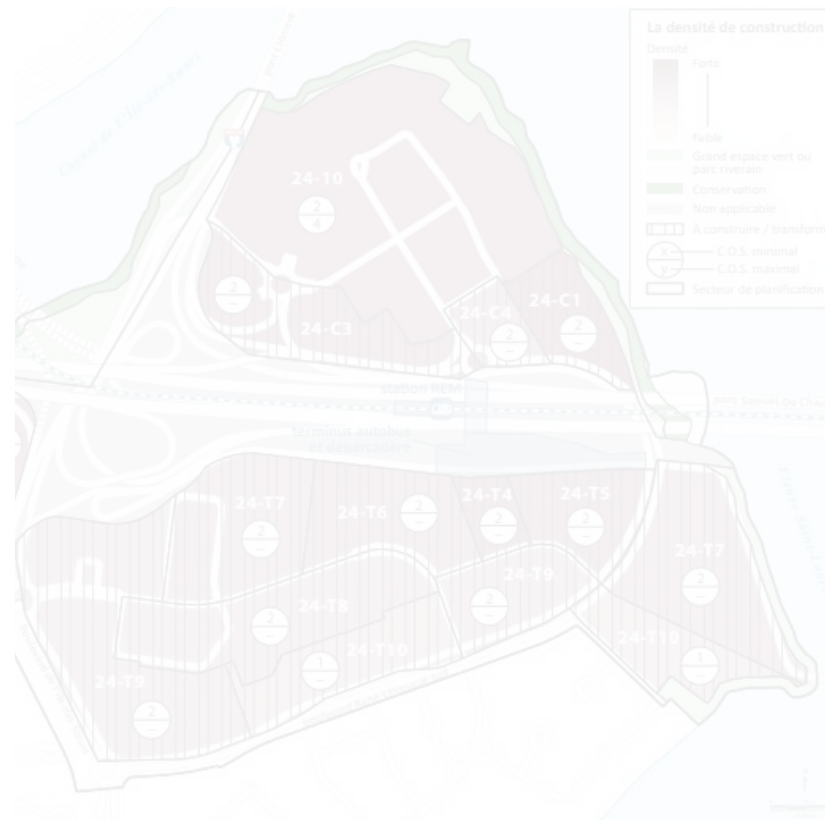 La densité de construction
Densité
Forte
Faible
Grand espace vert ou
parc riverain
Conservation
Non applicable
A construire / transform
x
C.O.S. minimal
y
C.O.S. maximal
Secteur de planification
24-10
2
4
2
-
24-C3
24-C4
2
-
24-C1
2
-
station REM
terminus autobus
et débarcadère
24-T7
2
-
24-T6
2
-
24-T4
2
-
24-T5
2
-
24-T7
2
-
24-T9
2
-
24-T8
2
-
24-T10
1
-
24-T10
1
-
24-T9
2
-